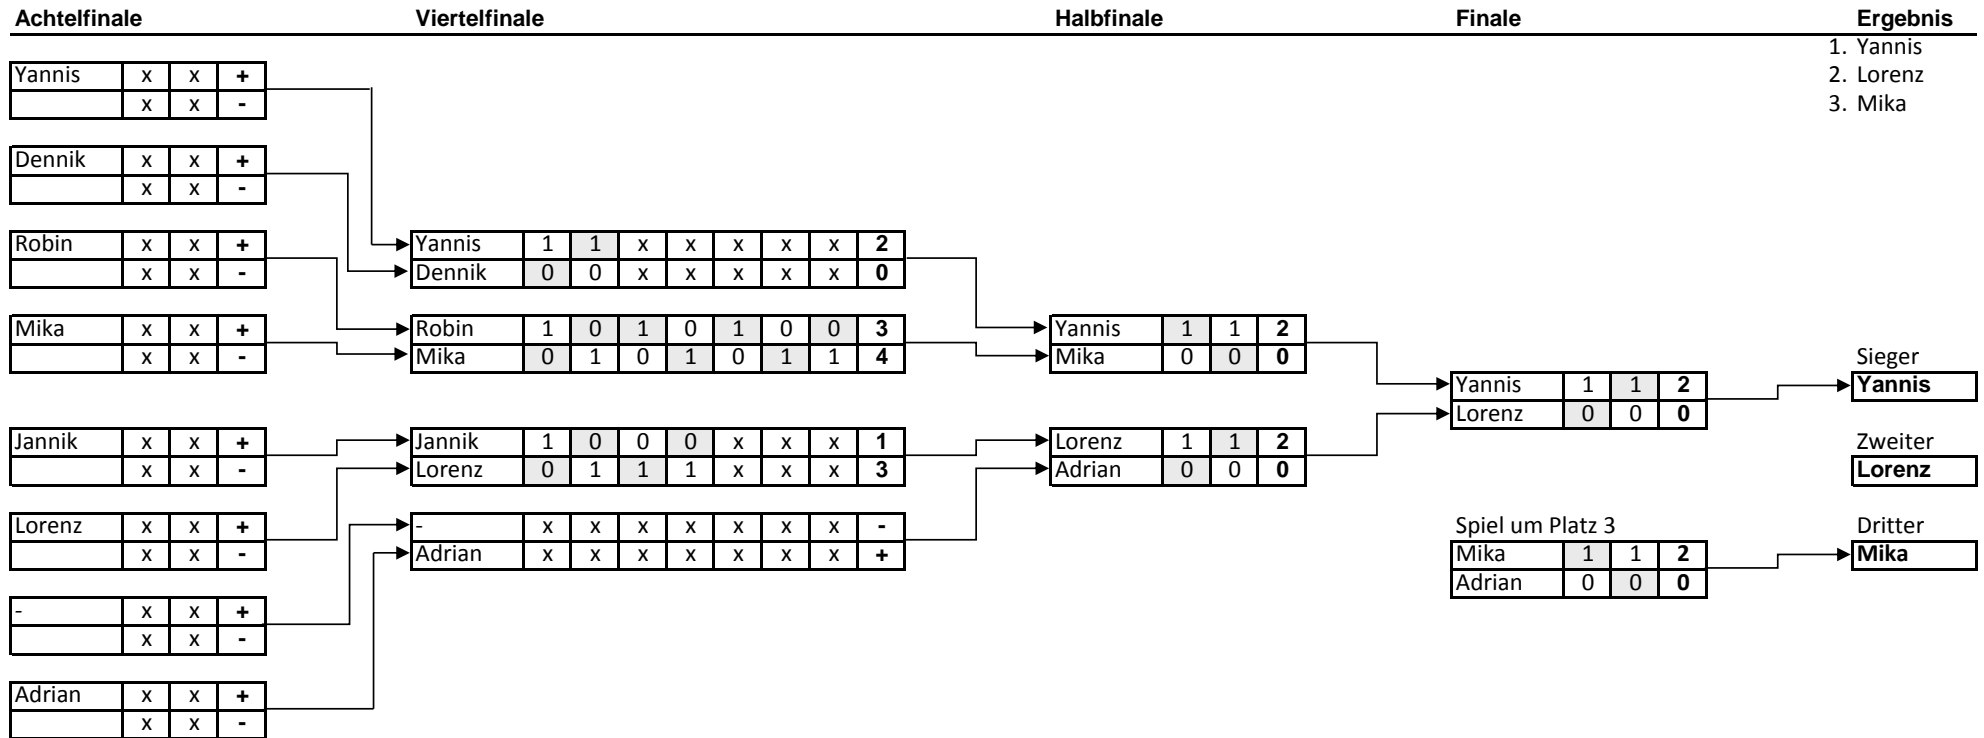 Achtelfinale Viertelfinale Halbfinale Finale Ergebnis
1. Yannis
Yannis x x +
2. Lorenz
x x -
3. Mika
Dennik x x +
x x -
Robin x x +
Yannis 1 1 x x x x x 2
x x -
Dennik 0 0 x x x x x 0
Mika x x +
Robin 1 0 1 0 1 0 0 3
Yannis 1 1 2
x x -
Mika 0 1 0 1 0 1 1 4
Mika 0 0 0
Sieger
Yannis 1 1 2
Yannis
Lorenz 0 0 0
Jannik x x +
Jannik 1 0 0 0 x x x 1
Lorenz 1 1 2
Zweiter
x x -
Lorenz 0 1 1 1 x x x 3
Adrian 0 0 0
Lorenz
Lorenz x x +
- x x x x x x x -
Spiel um Platz 3
Dritter
x x -
Adrian x x x x x x x +
Mika 1 1 2
Mika
Adrian 0 0 0
- x x +
x x -
Adrian x x +
x x -